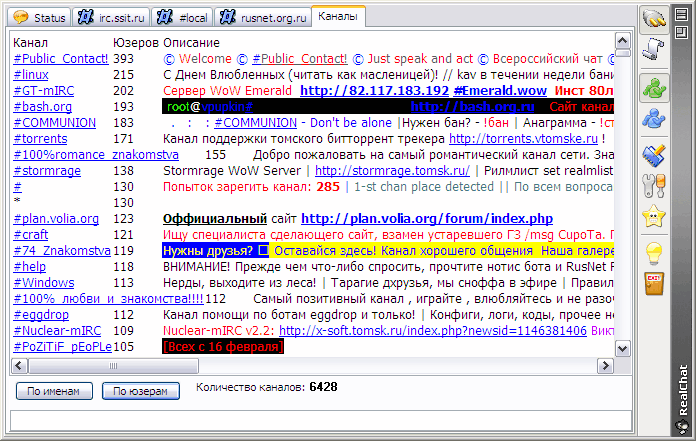 Status irc.ssit.ru #local rusnet.org.ru Каналы
Канал Юзеров Описание
#Public_Contact! 393 © Welcome © #Public_Contact! © Just speak and act © Всероссийский чат ©
#linux 215 С Днем Влюбленных (читать как масленицей)! // kav в течении недели бани
#GT-mIRC 202 Сервер WoW Emerald http://82.117.183.192 #Emerald.wow Инст 80л
#bash.org 193 root@voupkin# http://bash.org.ru Сайт канал
#COMMUNION 183 . : : #COMMUNION - Don't be alone |Нужен бан? - !бан | Анаграмма - !ст
#torrents 171 Канал поддержки томского битторрент трекера http://torrents.vtomske.ru !
#100%romance_znakomstva 155 Добро пожаловать на самый романтический канал сети. Зна
#stormrage 138 Stormrage WoW Server | http://stormrage.tomsk.ru/ | Рилмлист set realmlist
# 130 Попыток зарегить канал: 285 | 1-st chan place detected || По всем вопроса
* 130
#plan.volia.org 123 Оффициальный сайт http://plan.volia.org/forum/index.php
#craft 121 Ищу специалиста сделающего сайт, взамен устаревшего ГЗ /msg CupoTa. Г
#74_Znakomstva 119 Нужны друзья? Оставайся здесь! Канал хорошего общения Наша галере
#help 118 ВНИМАНИЕ! Прежде чем что-либо спросить, прочтите нотис бота и RusNet F
#Windows 113 Нерды, выходите из леса! | Тарагие дхрузья, мы сноффа в эфире | Правил
#100%_любви_и_знакомства!!!! 112 Самый позитивный канал , играйте , влюбляйтесь и не разоч
#eggdrop 112 Канал помощи по ботам eggdrop и только! | Конфиги, логи, коды, прочее не
#Nuclear-mIRC 109 Nuclear-mIRC v2.2: http://x-soft.tomsk.ru/index.php?newsid=1146381406 Викт
#PoZiTiF_pEoPLe 105 [Всех с 16 февраля]
По именам По юзерам Количество каналов: 6428
RealChat
EXIT